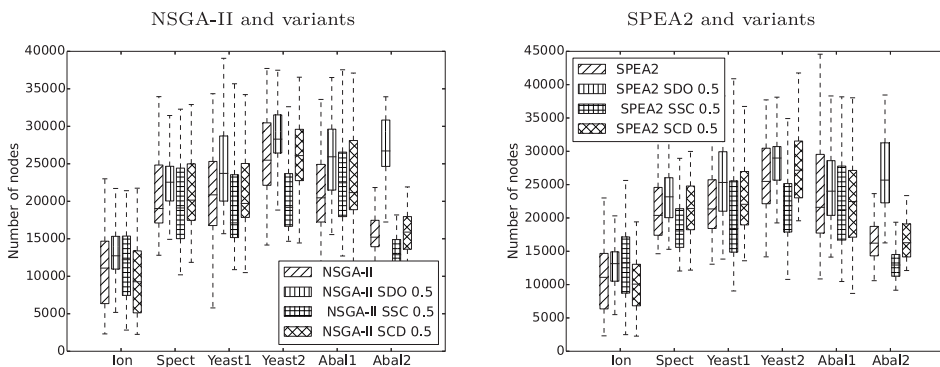 NSGA-II and variants
Number of nodes
40000
35000
30000
25000
20000
15000
10000
5000
0
NSGA-II
NSGA-II SDO 0.5
NSGA-II SSC 0.5
NSGA-II SCD 0.5
Ion Spect Yeast1 Yeast2 Abal1 Abal2
SPEA2 and variants
Number of nodes
45000
40000
35000
30000
25000
20000
15000
10000
5000
0
SPEA2
SPEA2 SDO 0.5
SPEA2 SSC 0.5
SPEA2 SCD 0.5
Ion Spect Yeast1 Yeast2 Abal1 Abal2